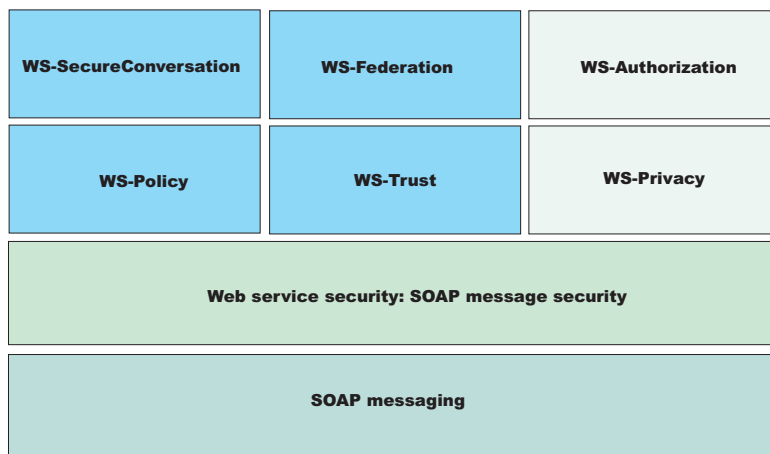 WS-SecureConversation
WS-Federation
WS-Authorization
WS-Policy
WS-Trust
WS-Privacy
Web service security: SOAP message security
SOAP messaging